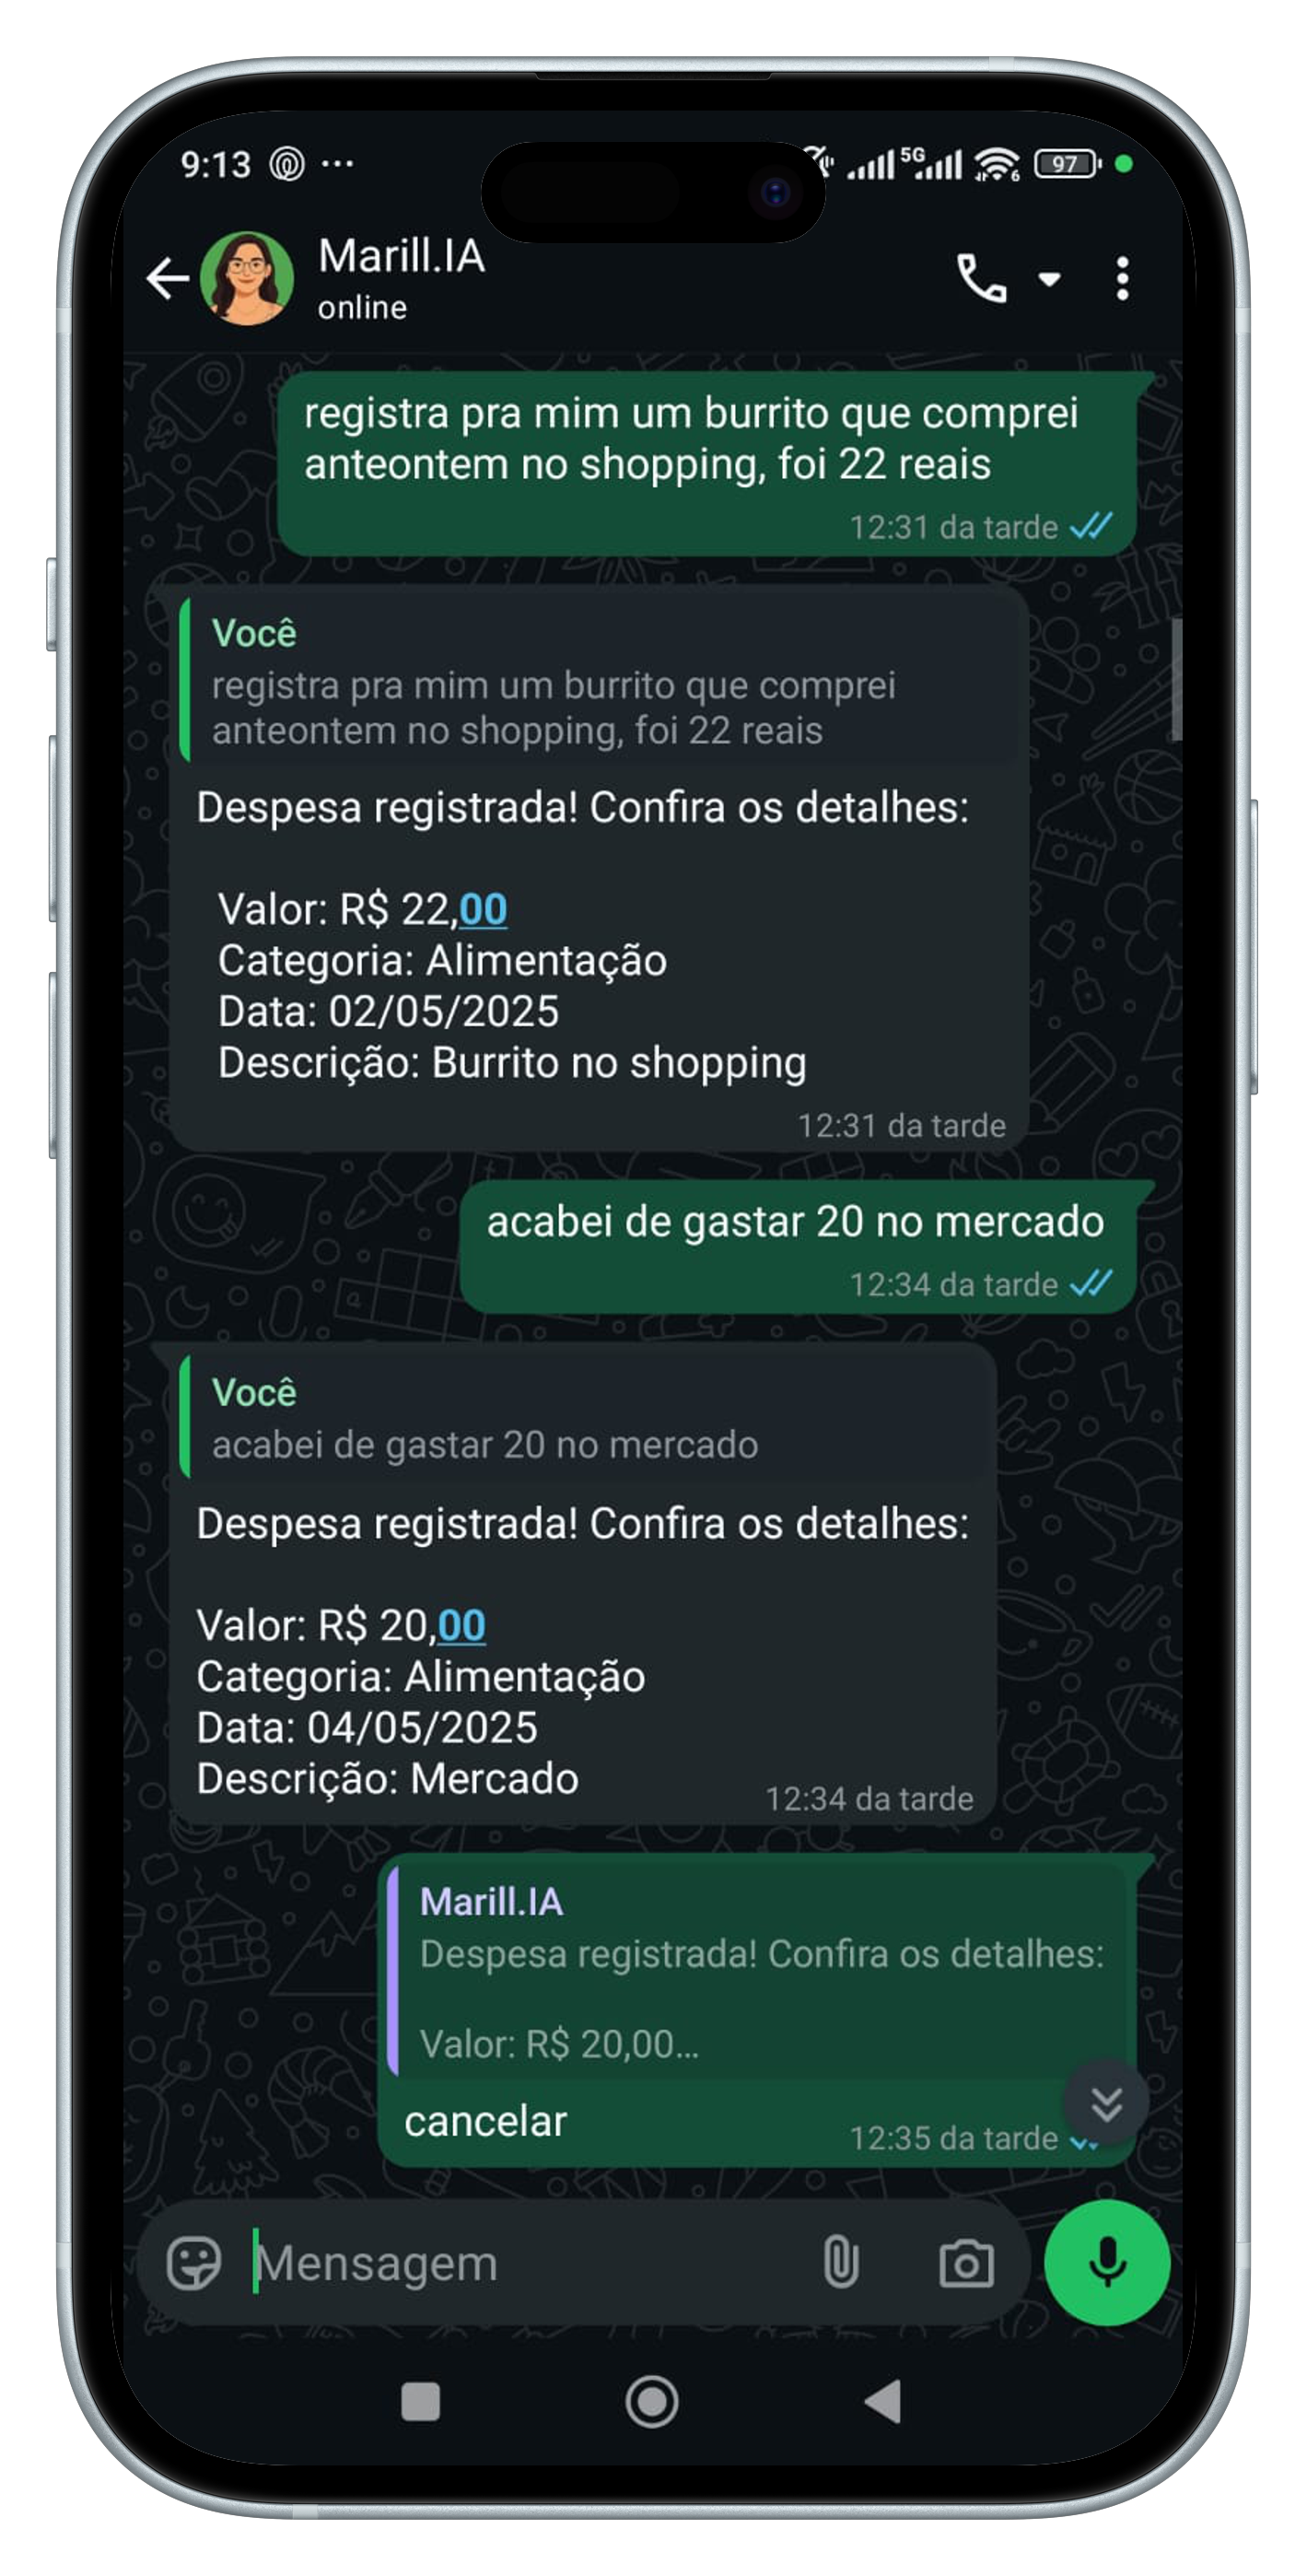 9:13
5G
6
97
Marill.IA
online
registra pra mim um burrito que comprei
anteontem no shopping, foi 22 reais
12:31 da tarde
Você
registra pra mim um burrito que comprei
anteontem no shopping, foi 22 reais
Despesa registrada! Confira os detalhes:
Valor: R$ 22,00
Categoria: Alimentação
Data: 02/05/2025
Descrição: Burrito no shopping
12:31 da tarde
acabei de gastar 20 no mercado
12:34 da tarde
Você
acabei de gastar 20 no mercado
Despesa registrada! Confira os detalhes:
Valor: R$ 20,00
Categoria: Alimentação
Data: 04/05/2025
Descrição: Mercado
12:34 da tarde
Marill.IA
Despesa registrada! Confira os detalhes:
Valor: R$ 20,00...
cancelar
12:35 da tarde
Mensagem